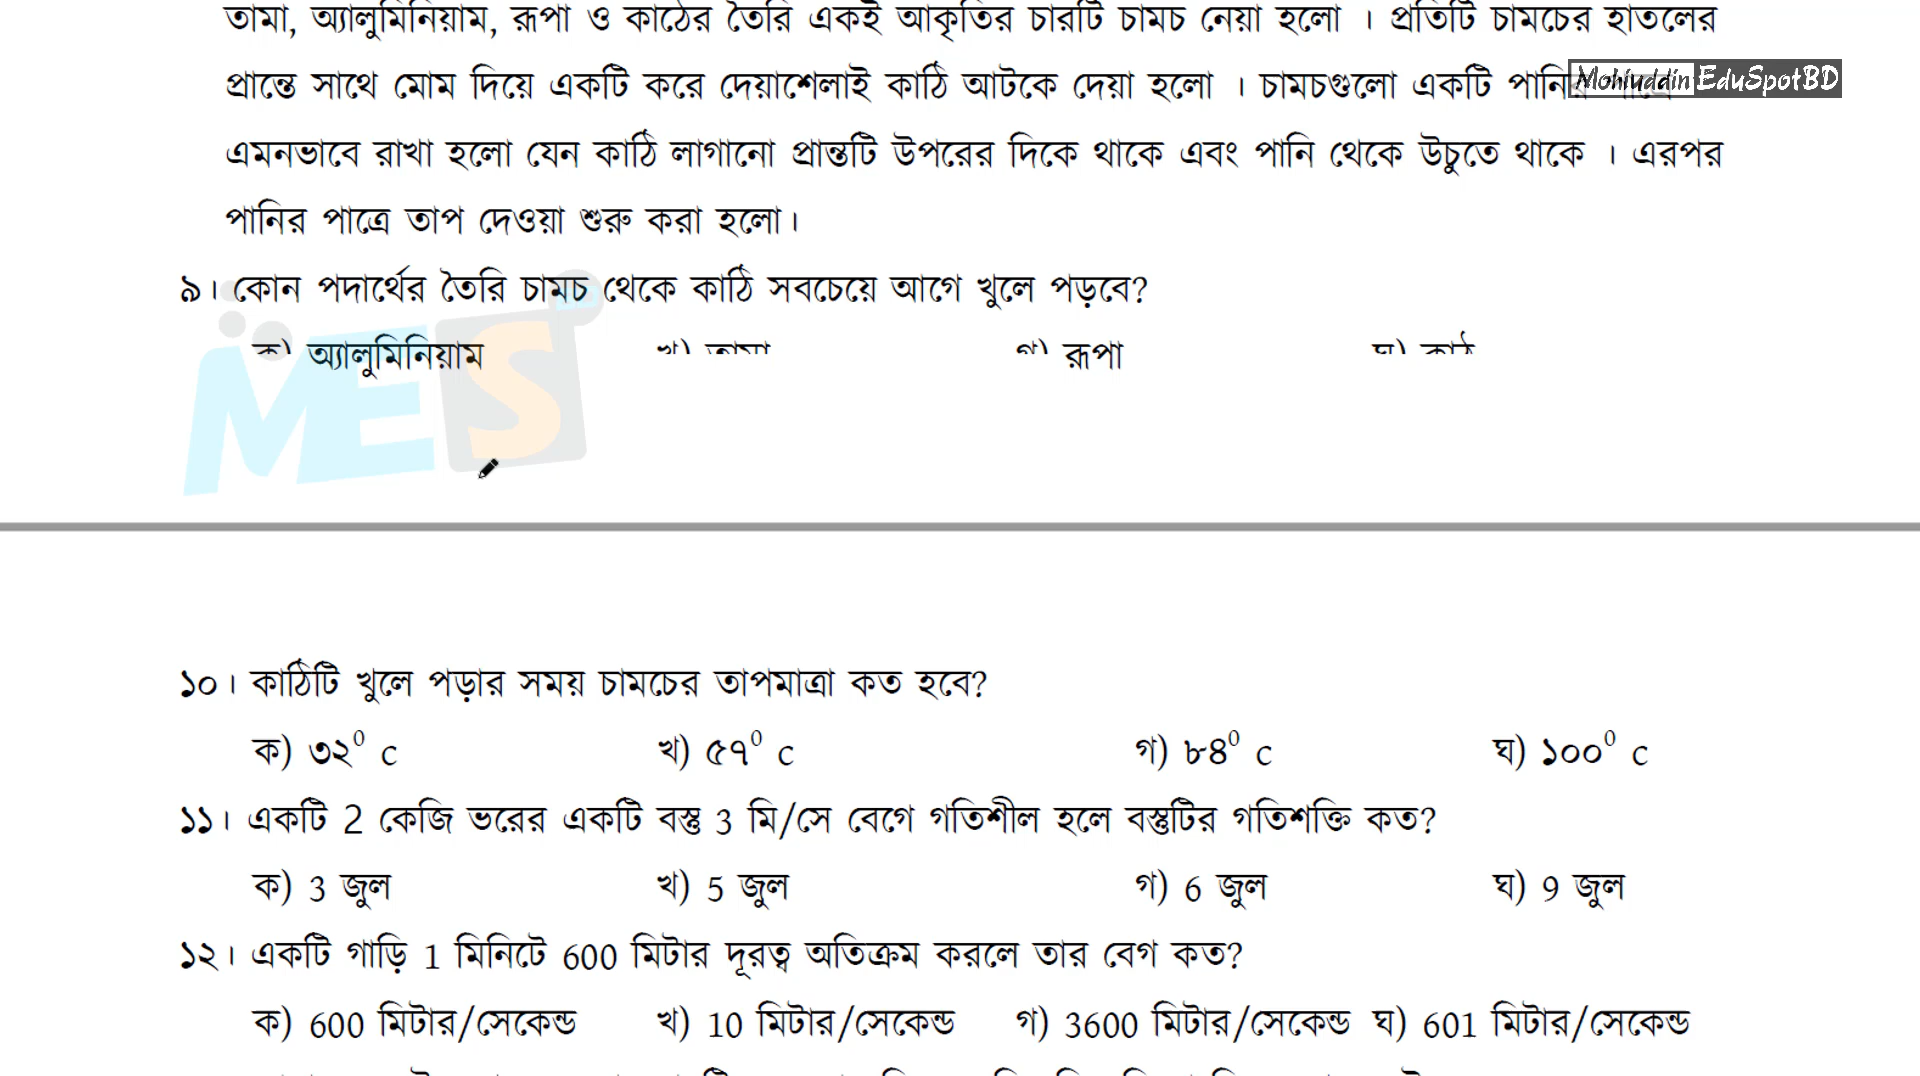 তামা, অ্যালুমিনিয়াম, রূপা ও কাঠের তৈরি একই আকৃতির চারটি চামচ নেয়া হলো । প্রতিটি চামচের হাতলের
Mohiuddin EduSpotBD
প্রান্তে সাথে মোম দিয়ে একটি করে দেয়াশেলাই কাঠি আটকে দেয়া হলো । চামচগুলো একটি
এমনভাবে রাখা হলো যেন কাঠি লাগানো প্রান্তটি উপরের দিকে থাকে এবং পানি থেকে উচুতে থাকে । এরপর
পানির পাত্রে তাপ দেওয়া শুরু করা হলো।
৯। কোন পদার্থের তৈরি চামচ থেকে কাঠি সবচেয়ে আগে খুলে পড়বে?
ক) অ্যালুমিনিয়াম খ) তামা গ) রূপা ঘ) কাঠ
MES
১০। কাঠিটি খুলে পড়ার সময় চামচের তাপমাত্রা কত হবে?
ক) ৩২⁰ c খ) ৫৭⁰ c গ) ৮৪⁰ c ঘ) ১০০⁰ c
১১। একটি 2 কেজি ভরের একটি বস্তু 3 মি/সে বেগে গতিশীল হলে বস্তুটির গতিশক্তি কত?
ক) 3 জুল খ) 5 জুল গ) 6 জুল ঘ) 9 জুল
১২। একটি গাড়ি 1 মিনিটে 600 মিটার দূরত্ব অতিক্রম করলে তার বেগ কত?
ক) 600 মিটার/সেকেন্ড খ) 10 মিটার/সেকেন্ড গ) 3600 মিটার/সেকেন্ড ঘ) 601 মিটার/সেকেন্ড